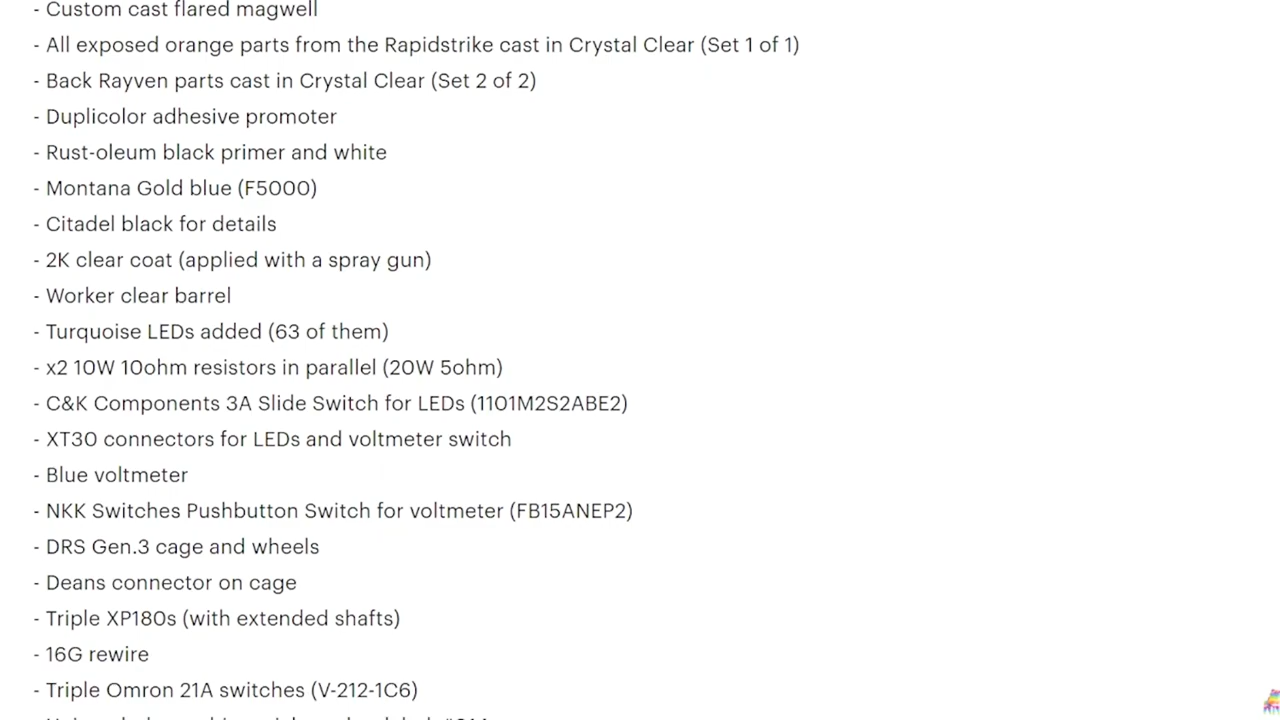 - Custom cast flared magwell
- All exposed orange parts from the Rapidstrike cast in Crystal Clear (Set 1 of 1)
- Back Rayven parts cast in Crystal Clear (Set 2 of 2)
- Duplicolor adhesive promoter
- Rust-oleum black primer and white
- Montana Gold blue (F5000)
- Citadel black for details
- 2K clear coat (applied with a spray gun)
- Worker clear barrel
- Turquoise LEDs added (63 of them)
- x2 10W 10ohm resistors in parallel (20W 5ohm)
- C&K Components 3A Slide Switch for LEDs (1101M2S2ABE2)
- XT30 connectors for LEDs and voltmeter switch
- Blue voltmeter
- NKK Switches Pushbutton Switch for voltmeter (FB15ANEP2)
- DRS Gen.3 cage and wheels
- Deans connector on cage
- Triple XP180s (with extended shafts)
- 16G rewire
- Triple Omron 21A switches (V-212-1C6)